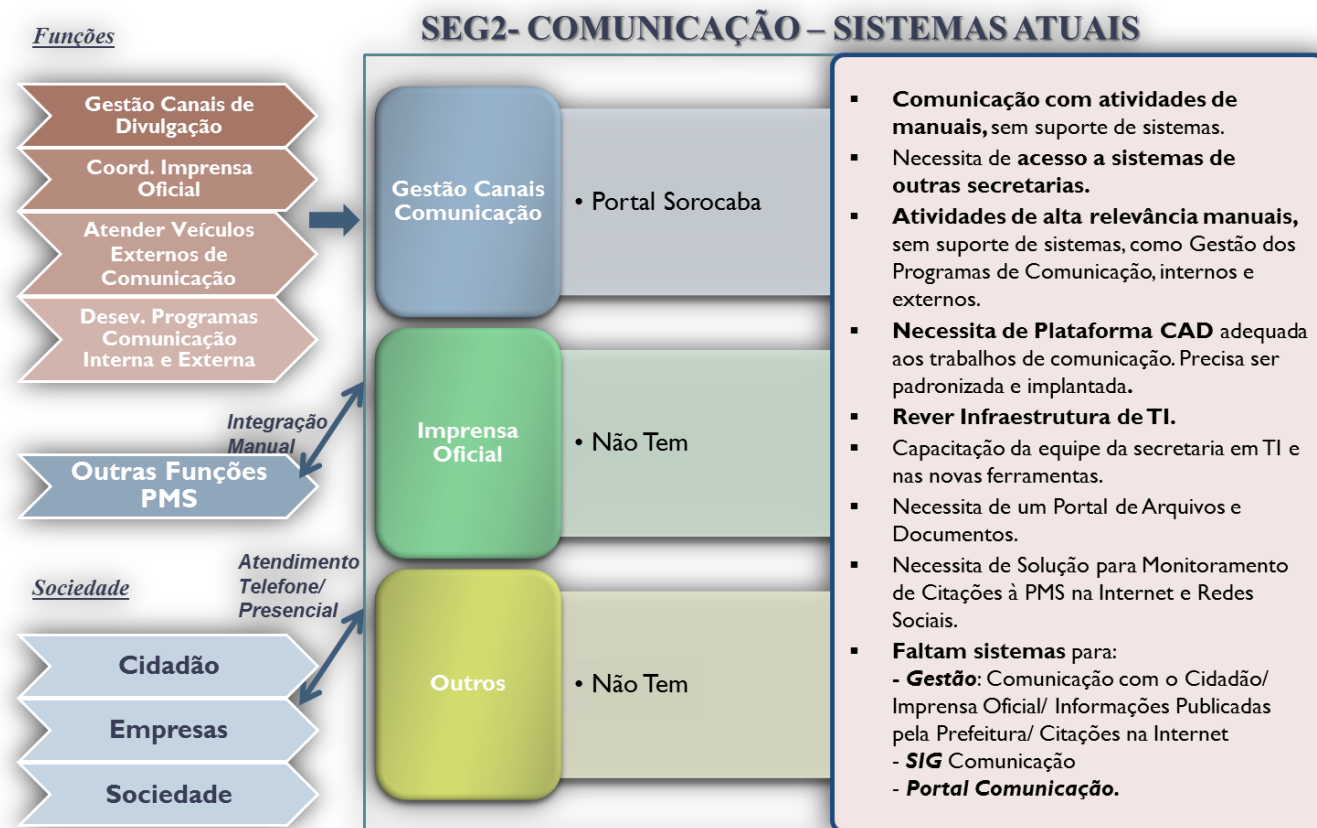 SEG2- COMUNICAÇÃO – SISTEMAS ATUAIS
Funções
Gestão Canais de
Divulgação
Coord. Imprensa
Oficial
Atender Veículos
Externos de
Comunicação
Desev. Programas
Comunicação
Interna e Externa
Integração
Manual
Outras Funções
PMS
Atendimento
Telefone/
Presencial
Sociedade
Cidadão
Empresas
Sociedade
Gestão Canais
Comunicação
• Portal Sorocaba
Imprensa
Oficial
• Não Tem
Outros
• Não Tem
▪ Comunicação com atividades de
manuais, sem suporte de sistemas.
▪ Necessita de acesso a sistemas de
outras secretarias.
▪ Atividades de alta relevância manuais,
sem suporte de sistemas, como Gestão dos
Programas de Comunicação, internos e
externos.
▪ Necessita de Plataforma CAD adequada
aos trabalhos de comunicação. Precisa ser
padronizada e implantada.
▪ Rever Infraestrutura de TI.
▪ Capacitação da equipe da secretaria em TI e
nas novas ferramentas.
▪ Necessita de um Portal de Arquivos e
Documentos.
▪ Necessita de Solução para Monitoramento
de Citações à PMS na Internet e Redes
Sociais.
▪ Faltam sistemas para:
- Gestão: Comunicação com o Cidadão/
Imprensa Oficial/ Informações Publicadas
pela Prefeitura/ Citações na Internet
- SIG Comunicação
- Portal Comunicação.